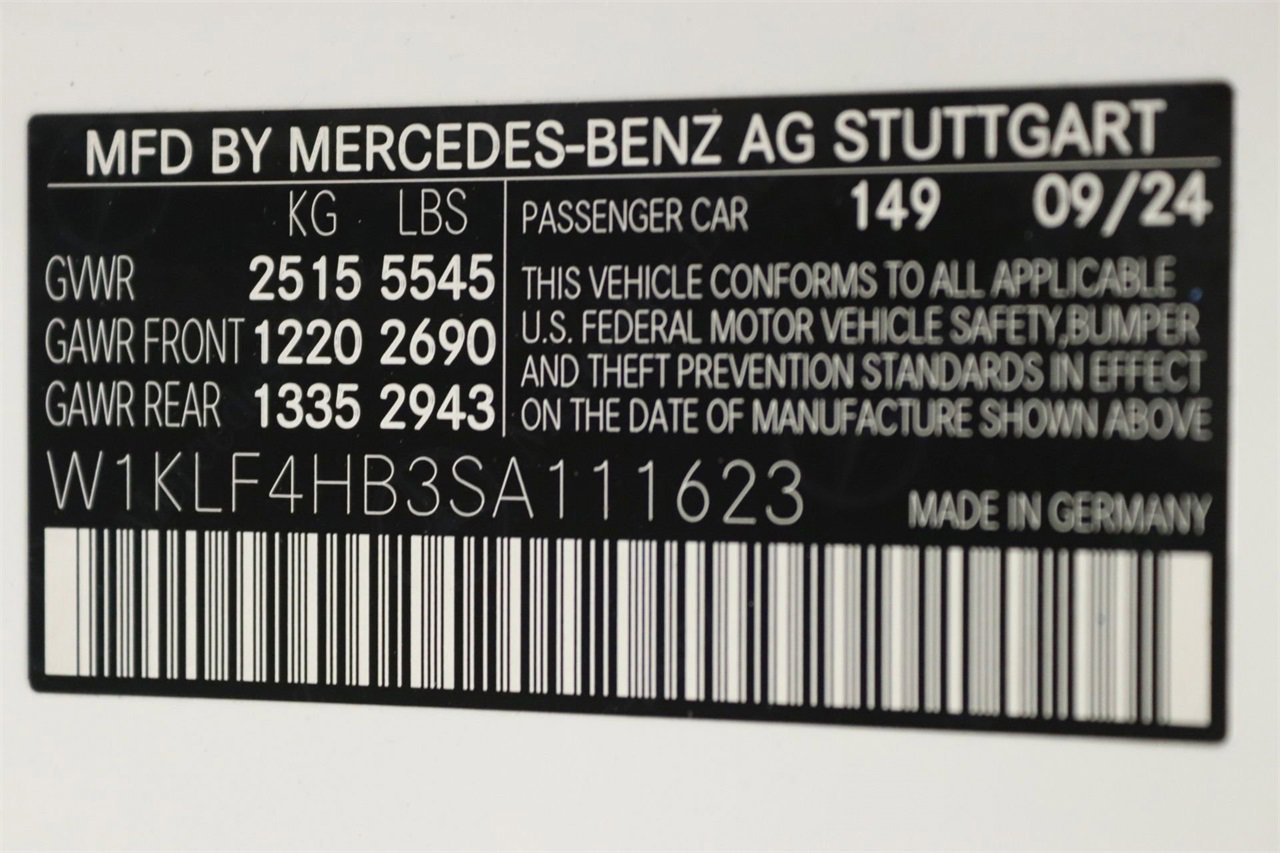 MFD BY MERCEDES-BENZ AG STUTTGART
KG LBS
GVWR 2515 5545
GAWR FRONT 1220 2690
GAWR REAR 1335 2943
PASSENGER CAR 149 09/24
THIS VEHICLE CONFORMS TO ALL APPLICABLE
U.S. FEDERAL MOTOR VEHICLE SAFETY,BUMPER
AND THEFT PREVENTION STANDARDS IN EFFECT
ON THE DATE OF MANUFACTURE SHOWN ABOVE
W1KLF4HB3SA111623
MADE IN GERMANY